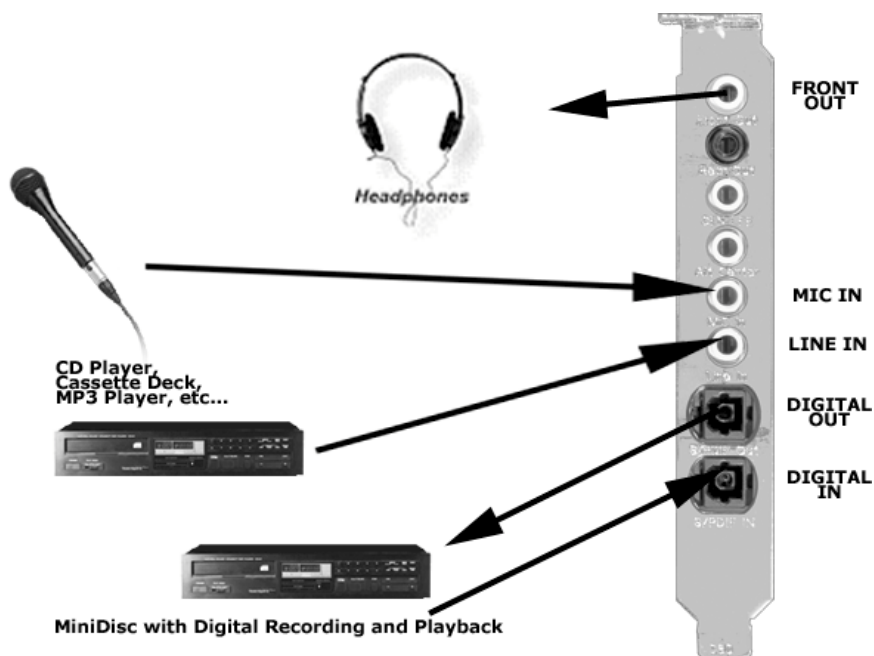 FRONT
OUT
Headphones
MIC IN
LINE IN
CD Player,
Cassette Deck,
MP3 Player, etc...
DIGITAL
OUT
DIGITAL
IN
MiniDisc with Digital Recording and Playback